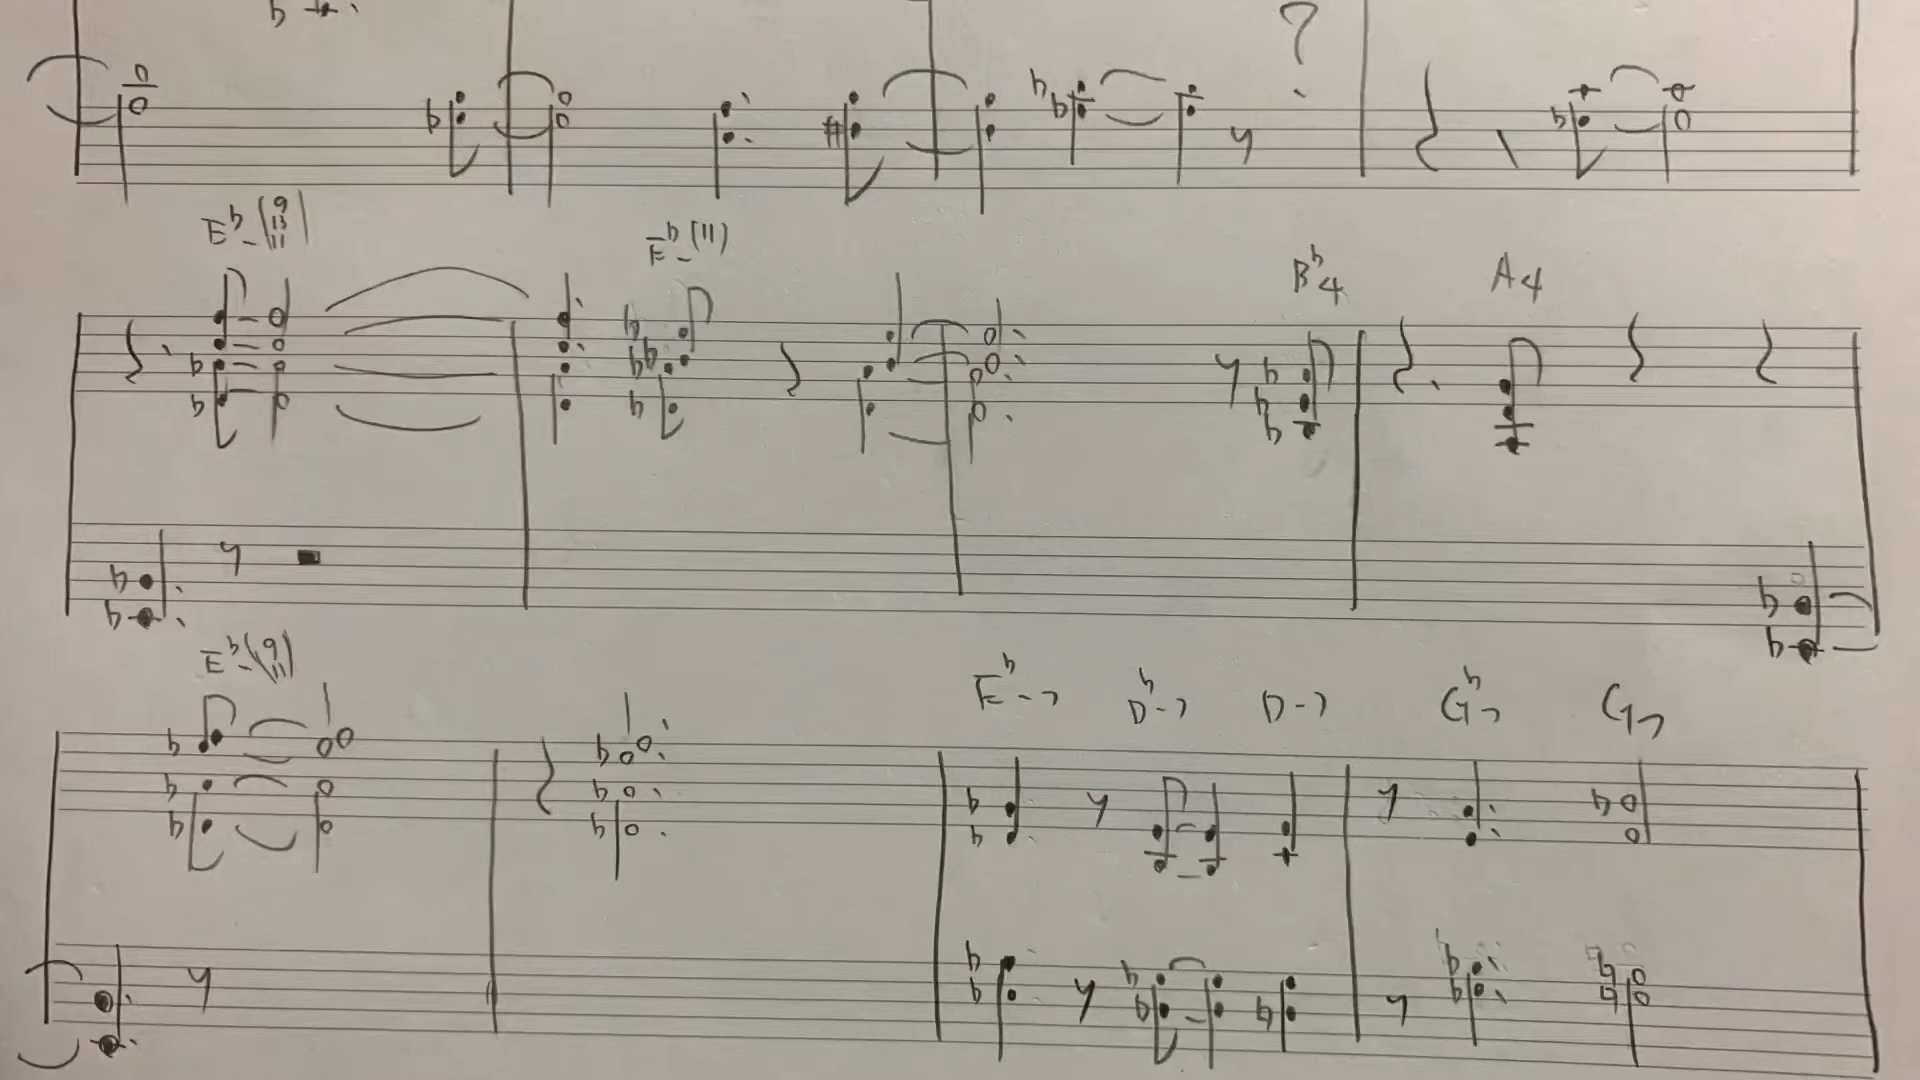 ?
E♭-(9 13 11) E♭-(11) B♭4 A4
E♭-(9 11) E♭-7 D♭-7 D-7 G♭7 G7